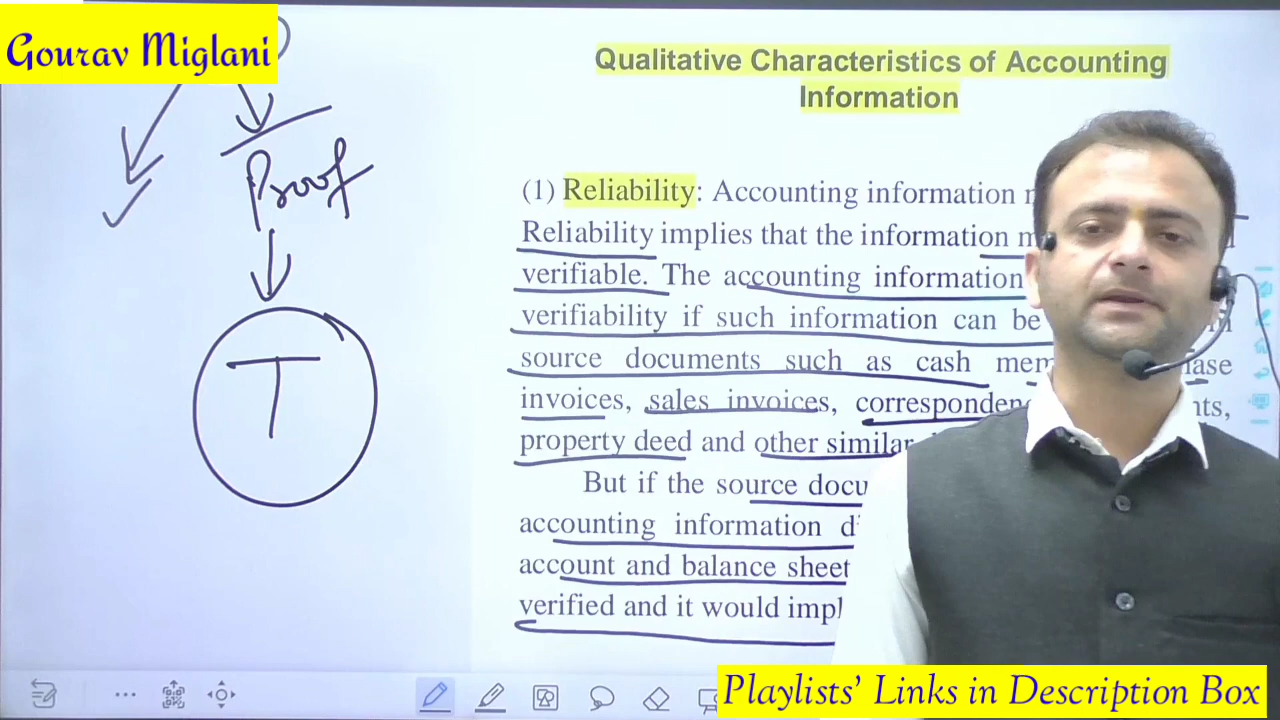 Gourav Miglani
Proof
T
Qualitative Characteristics of Accounting
Information
(1) Reliability: Accounting information
Reliability implies that the information
verifiable. The accounting information
verifiability if such information can be
source documents such as cash
invoices, sales invoices,
property deed and other similar
But if the source
accounting information
account and balance sheet
verified and it would
Playlists' Links in Description Box